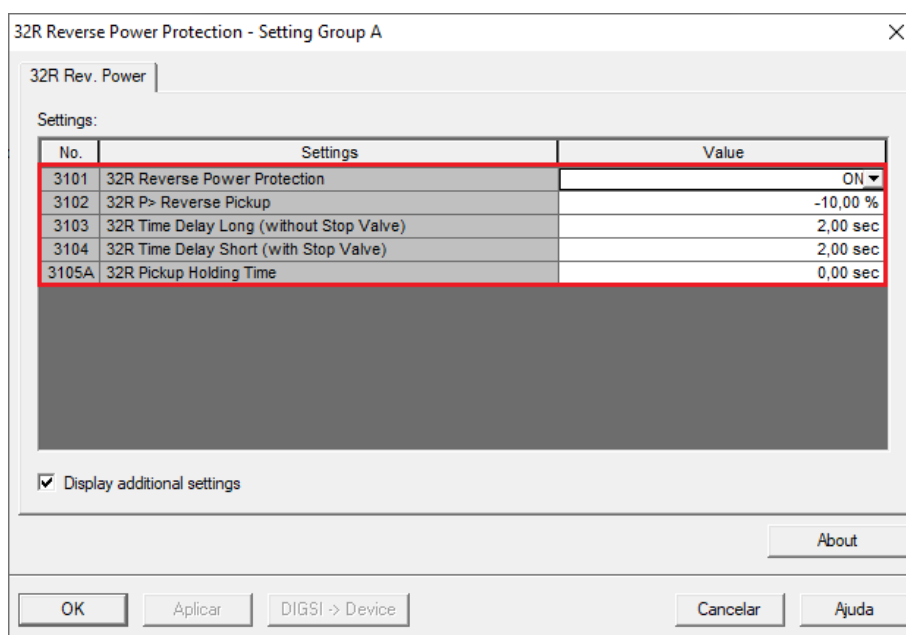 32R Reverse Power Protection - Setting Group A
32R Rev. Power
Settings:
No. Settings Value
3101 32R Reverse Power Protection ON
3102 32R P> Reverse Pickup -10,00 %
3103 32R Time Delay Long (without Stop Valve) 2,00 sec
3104 32R Time Delay Short (with Stop Valve) 2,00 sec
3105A 32R Pickup Holding Time 0,00 sec
Display additional settings
About
OK Aplicar DIGSI -> Device Cancelar Ajuda